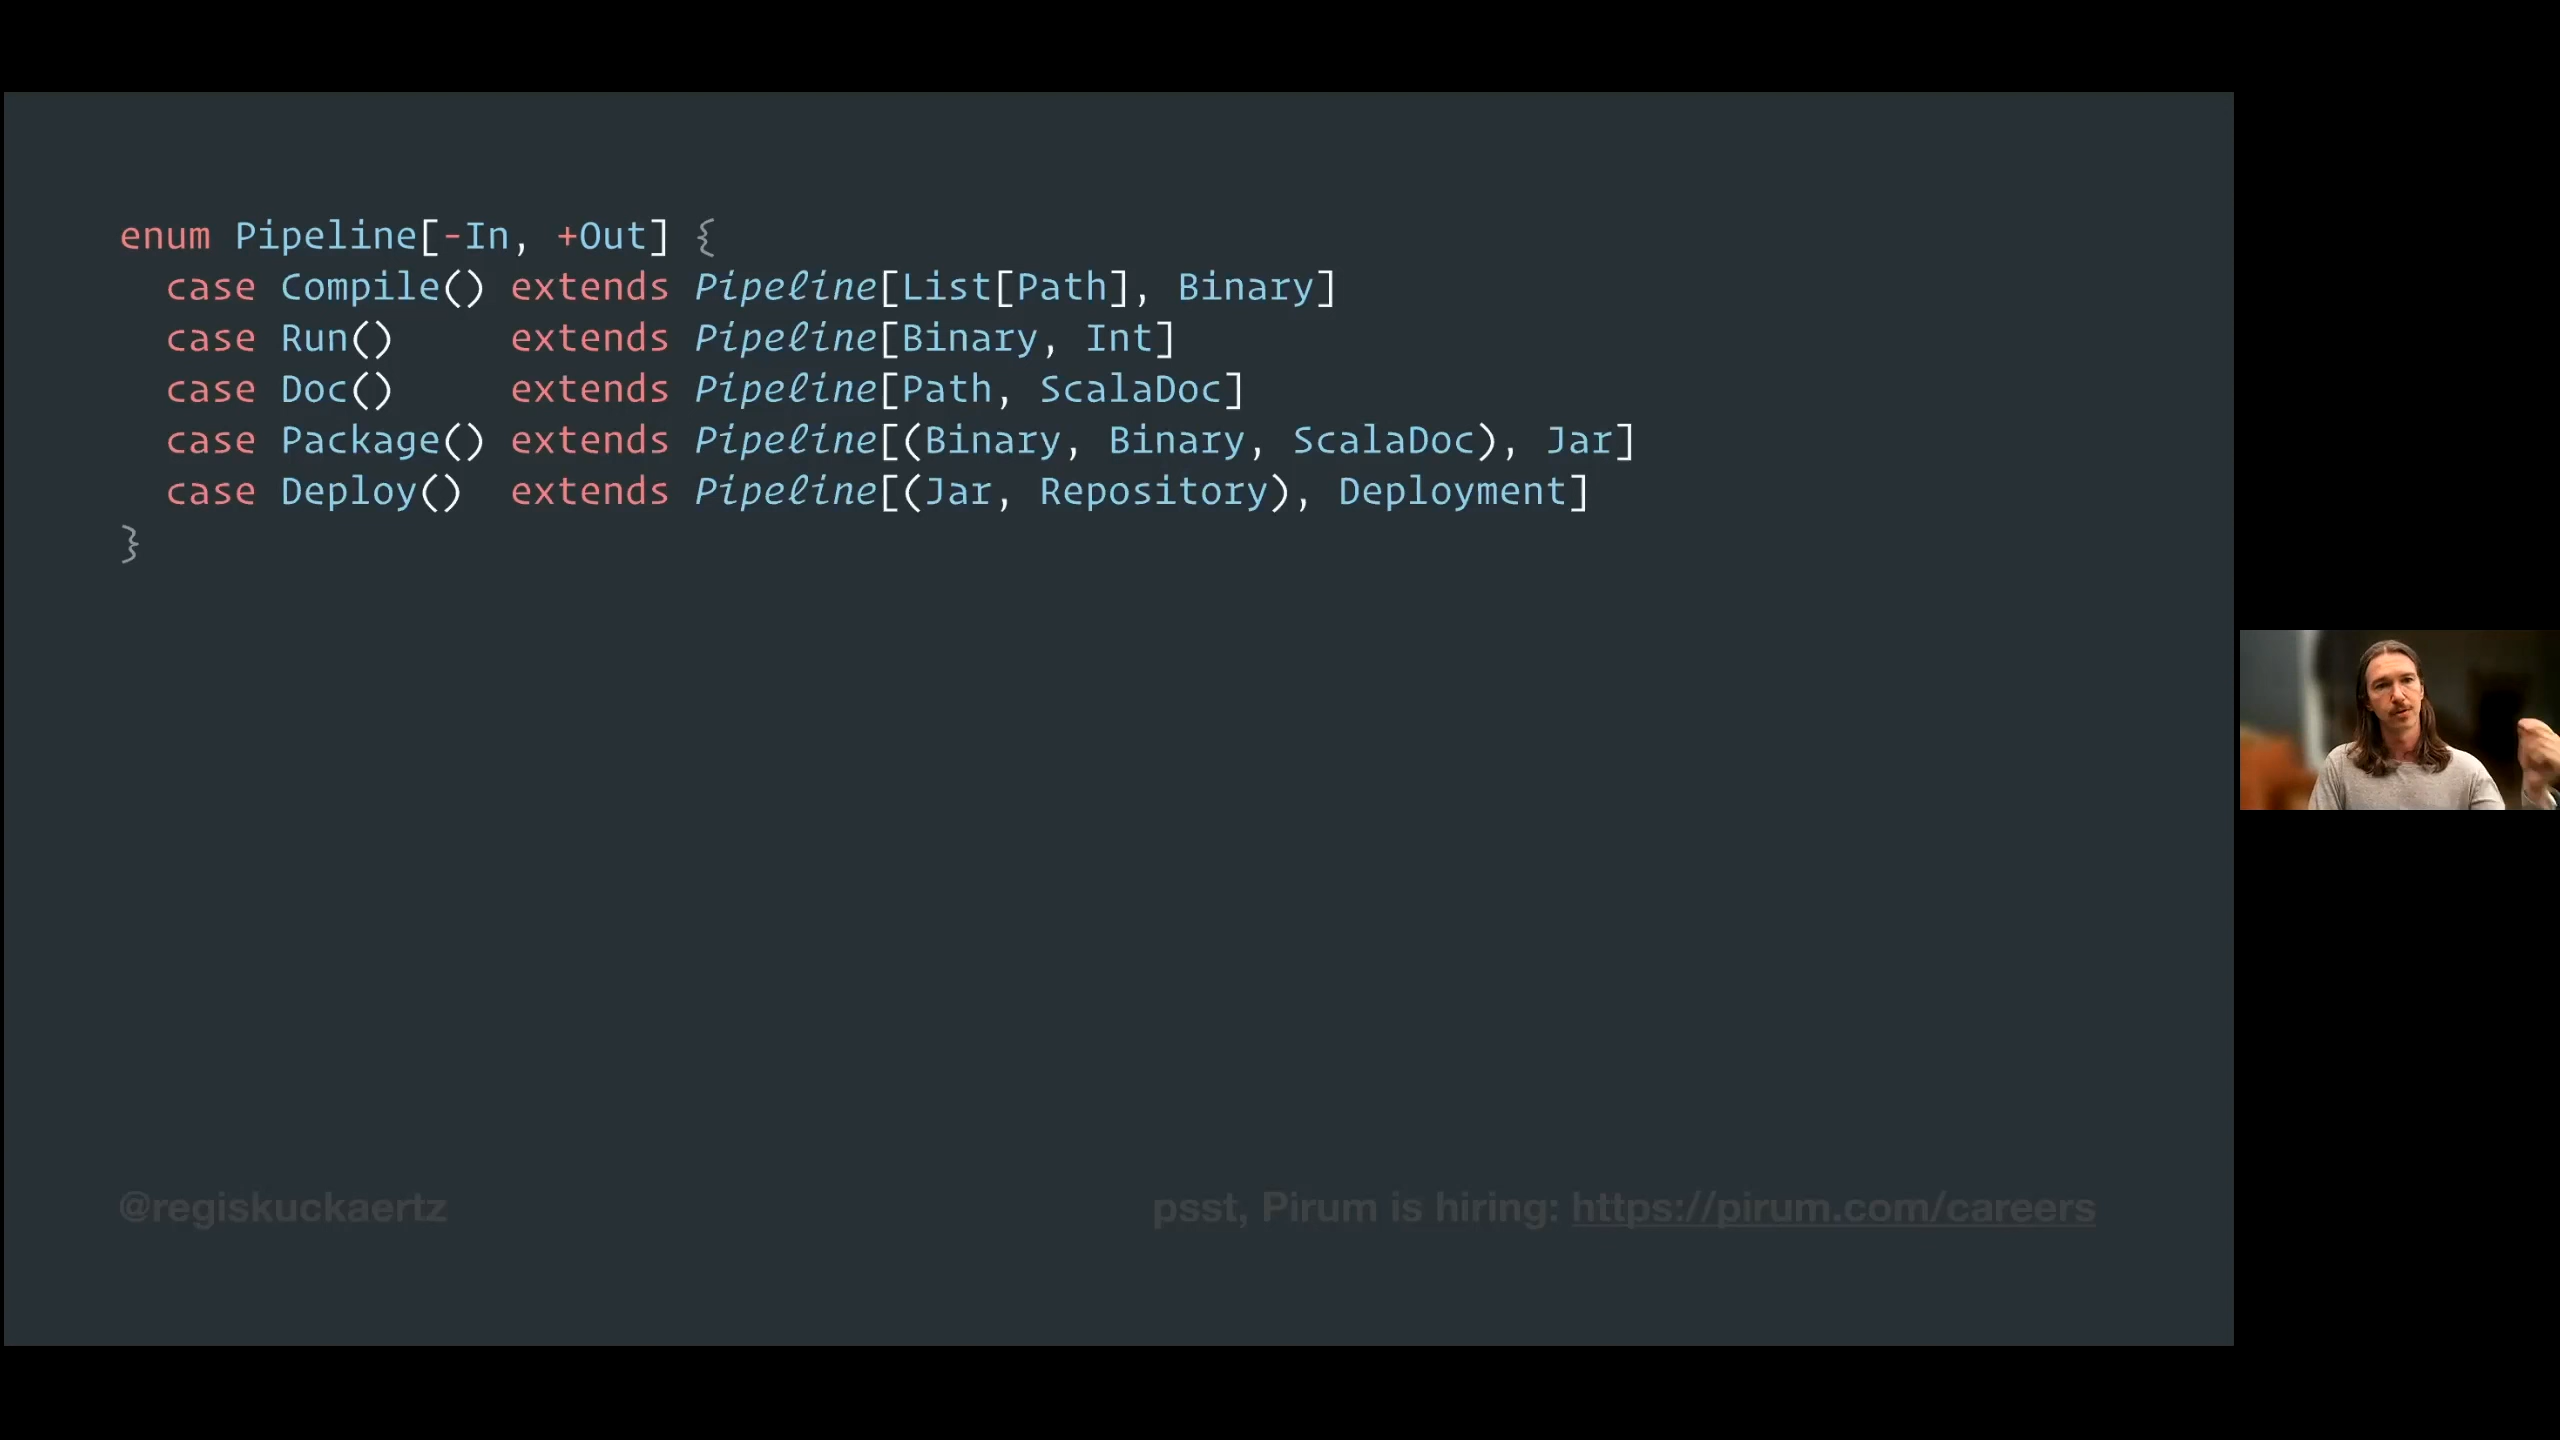 enum Pipeline[-In, +Out] {
  case Compile() extends Pipeline[List[Path], Binary]
  case Run()     extends Pipeline[Binary, Int]
  case Doc()     extends Pipeline[Path, ScalaDoc]
  case Package() extends Pipeline[(Binary, Binary, ScalaDoc), Jar]
  case Deploy()  extends Pipeline[(Jar, Repository), Deployment]
}
@regiskuckaertz
psst, Pirum is hiring: https://pirum.com/careers